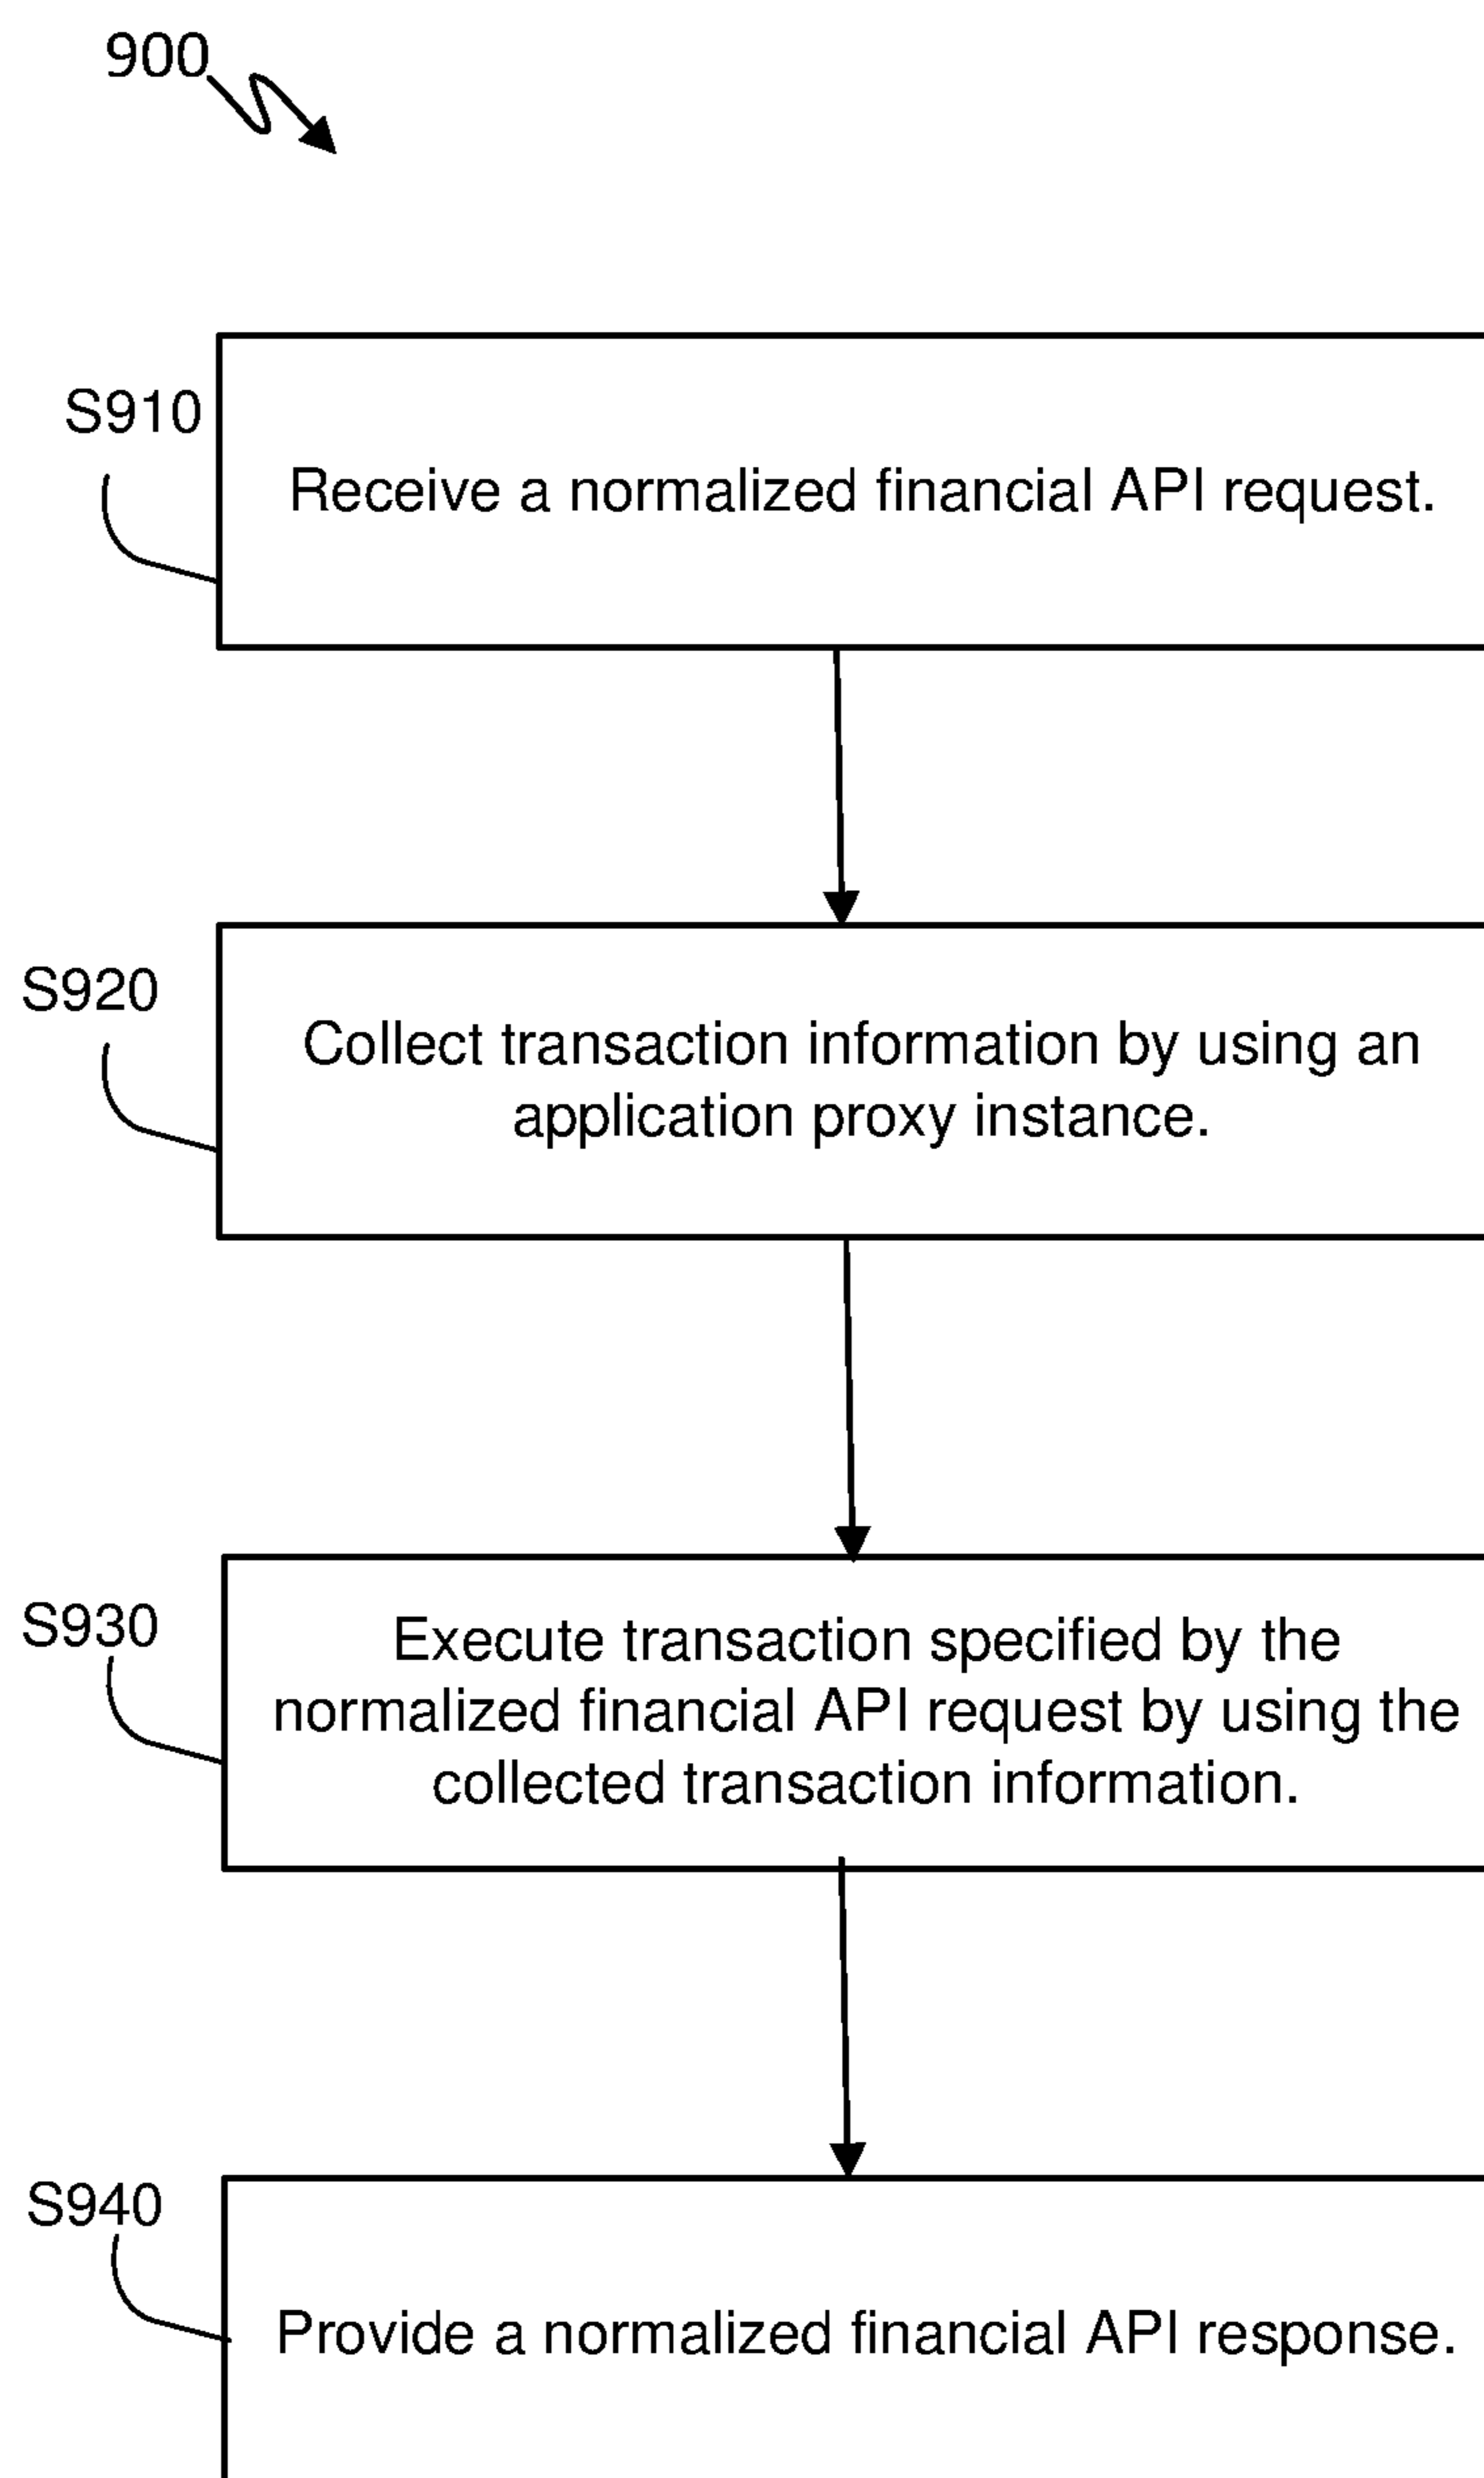 900
S910
Receive a normalized financial API request.
S920
Collect transaction information by using an
application proxy instance.
S930
Execute transaction specified by the
normalized financial API request by using the
collected transaction information.
S940
Provide a normalized financial API response.